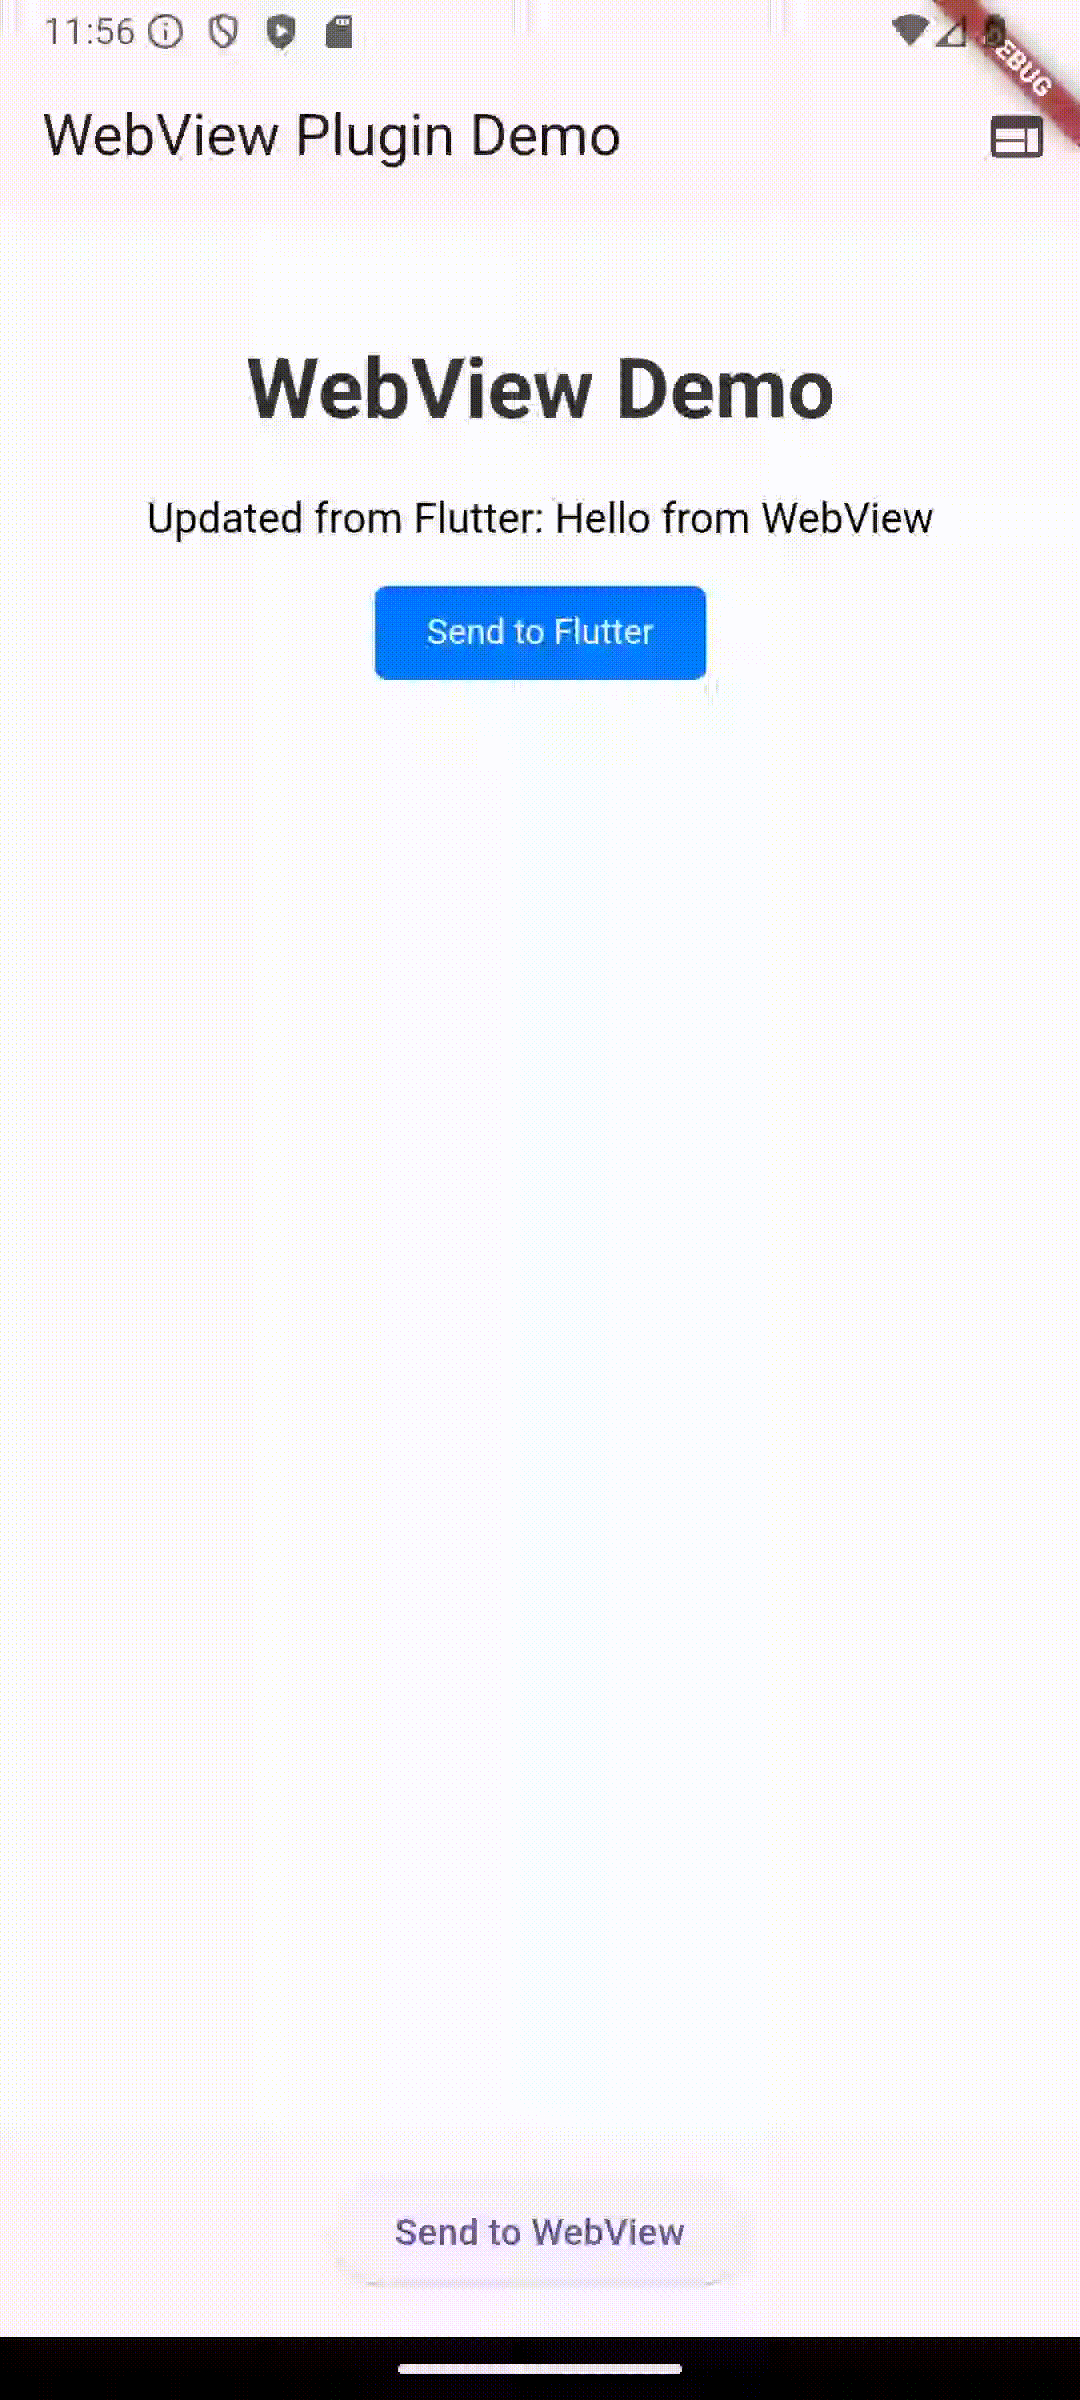 11:56
DEBUG
WebView Plugin Demo
WebView Demo
Updated from Flutter: Hello from WebView
Send to Flutter
Send to WebView